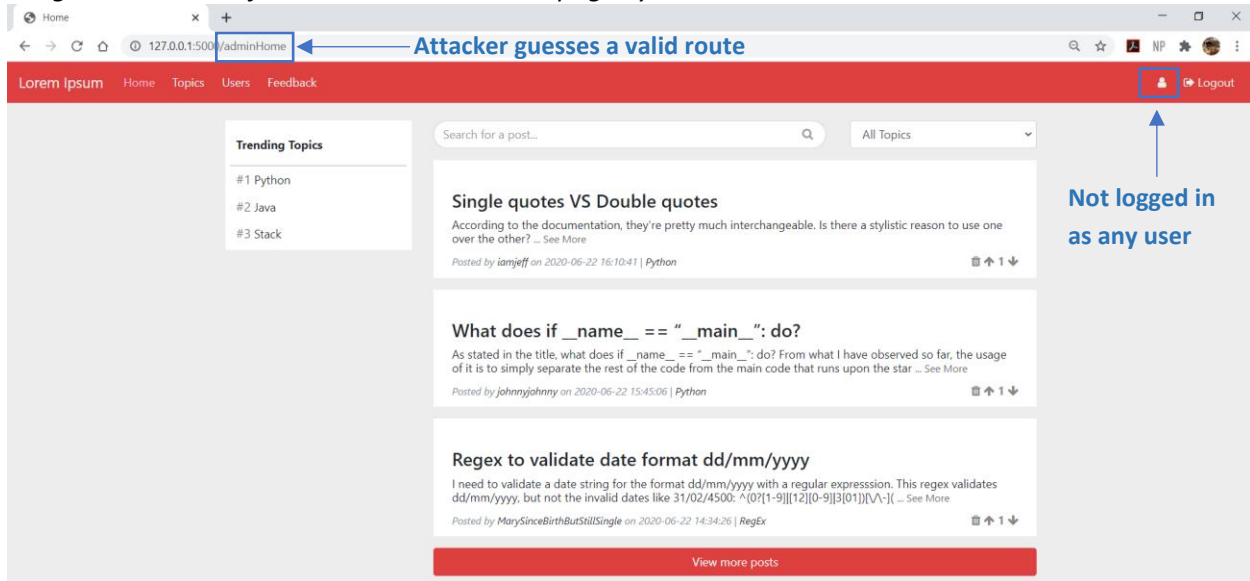 Home
127.0.0.1:5000/adminHome
Attacker guesses a valid route
NP
Lorem Ipsum Home Topics Users Feedback
Logout
Trending Topics
#1 Python
#2 Java
#3 Stack
Search for a post...
All Topics
Not logged in
as any user
Single quotes VS Double quotes
According to the documentation, they're pretty much interchangeable. Is there a stylistic reason to use one
over the other? ... See More
Posted by iamjeff on 2020-06-22 16:10:41 | Python
1
What does if __name__ == "__main__": do?
As stated in the title, what does if __name__ == "__main__": do? From what I have observed so far, the usage
of it is to simply separate the rest of the code from the main code that runs upon the star ... See More
Posted by johnnyjohnny on 2020-06-22 15:45:06 | Python
1
Regex to validate date format dd/mm/yyyy
I need to validate a date string for the format dd/mm/yyyy with a regular expresssion. This regex validates
dd/mm/yyyy, but not the invalid dates like 31/02/4500: ^(0?[1-9]|[12][0-9]|3[01])[\/\-]( ... See More
Posted by MarySinceBirthButStillSingle on 2020-06-22 14:34:26 | RegEx
1
View more posts